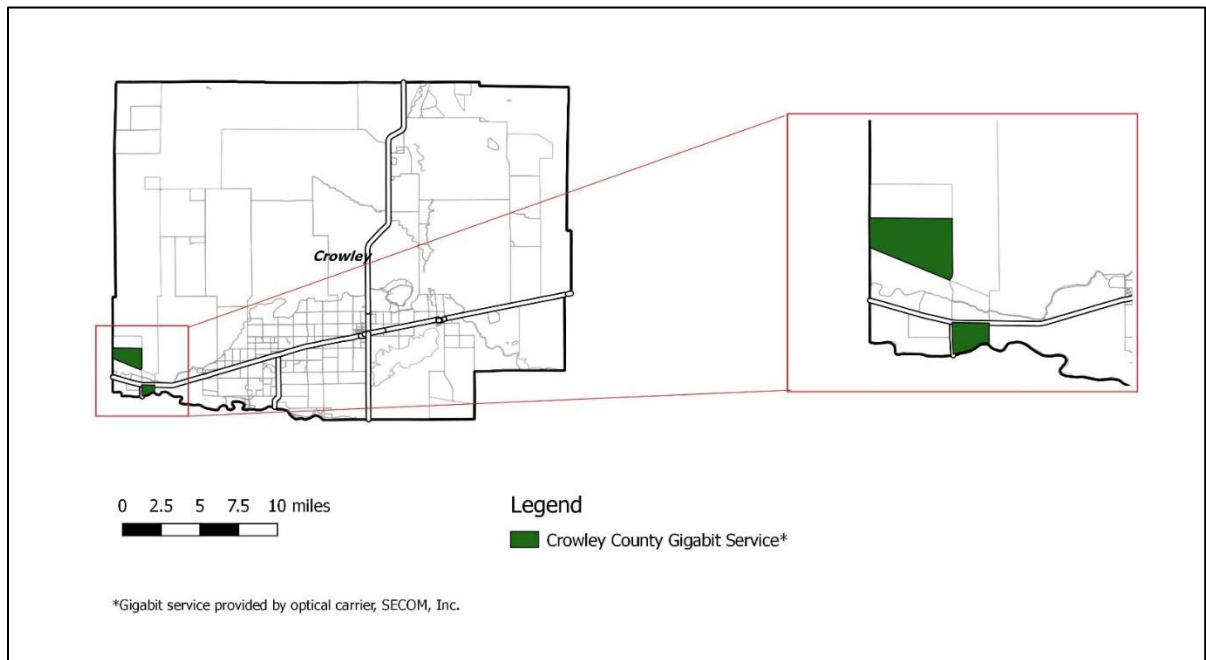 Crowley
0 2.5 5 7.5 10 miles
Legend
Crowley County Gigabit Service*
*Gigabit service provided by optical carrier, SECOM, Inc.